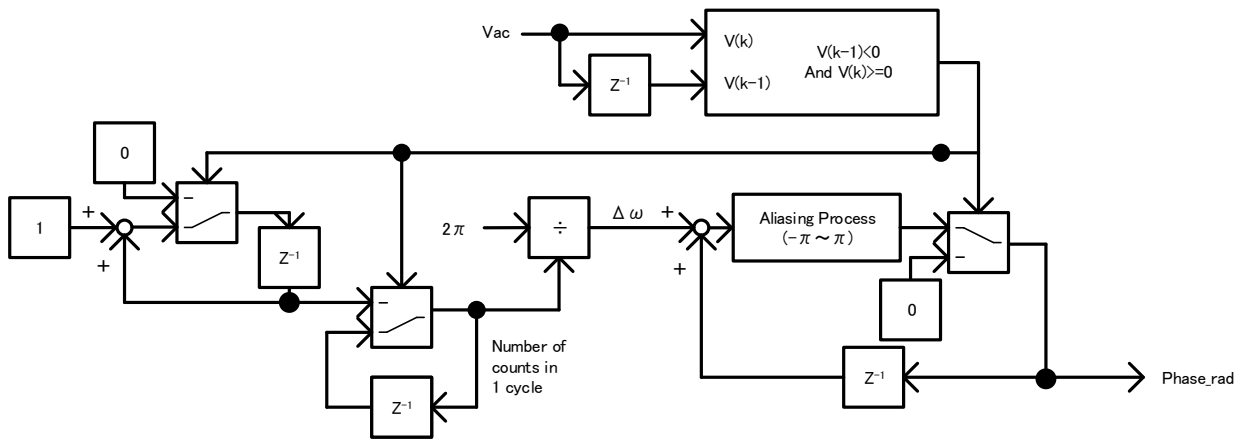 Vac
V(k)
V(k-1)<0
And V(k)>=0
V(k-1)
Z⁻¹
0
1
+
+
−
Z⁻¹
2π
÷
Δω
+
+
Aliasing Process
(-π～π)
−
0
−
Number of
counts in
1 cycle
Z⁻¹
Z⁻¹
Phase_rad